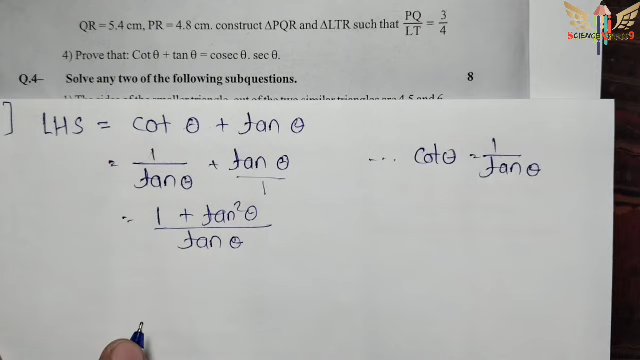 QR = 5.4 cm, PR = 4.8 cm. construct ΔPQR and ΔLTR such that PQ/LT = 3/4
4) Prove that: Cot θ + tan θ = cosec θ. sec θ.
Q.4– Solve any two of the following subquestions. 8
] LHS = cot θ + tan θ
= 1/tan θ + tan θ/1 ... cot θ = 1/tan θ
= 1 + tan²θ/tan θ